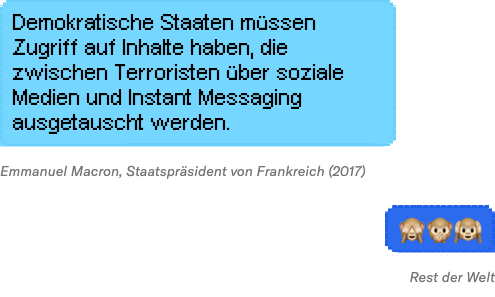 Demokratische Staaten müssen
Zugriff auf Inhalte haben, die
zwischen Terroristen über soziale
Medien und Instant Messaging
ausgetauscht werden.
Emmanuel Macron, Staatspräsident von Frankreich (2017)
🙈🙊🙉
Rest der Welt